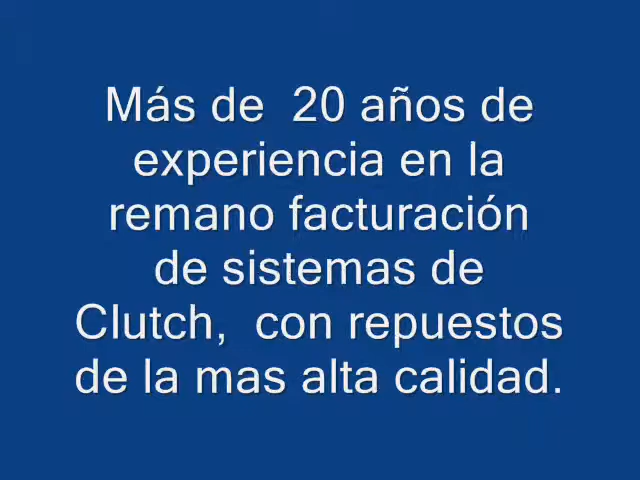 Más de  20 años de
experiencia en la
remano facturación
de sistemas de
Clutch,  con repuestos
de la mas alta calidad.